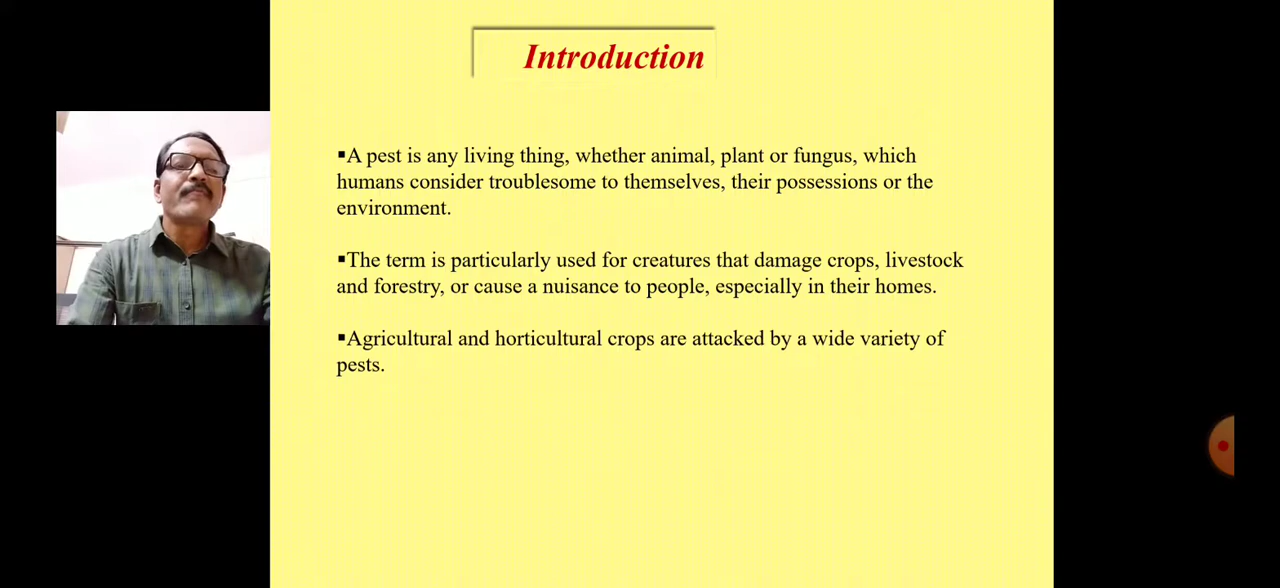 Introduction
▪A pest is any living thing, whether animal, plant or fungus, which
humans consider troublesome to themselves, their possessions or the
environment.
▪The term is particularly used for creatures that damage crops, livestock
and forestry, or cause a nuisance to people, especially in their homes.
▪Agricultural and horticultural crops are attacked by a wide variety of
pests.